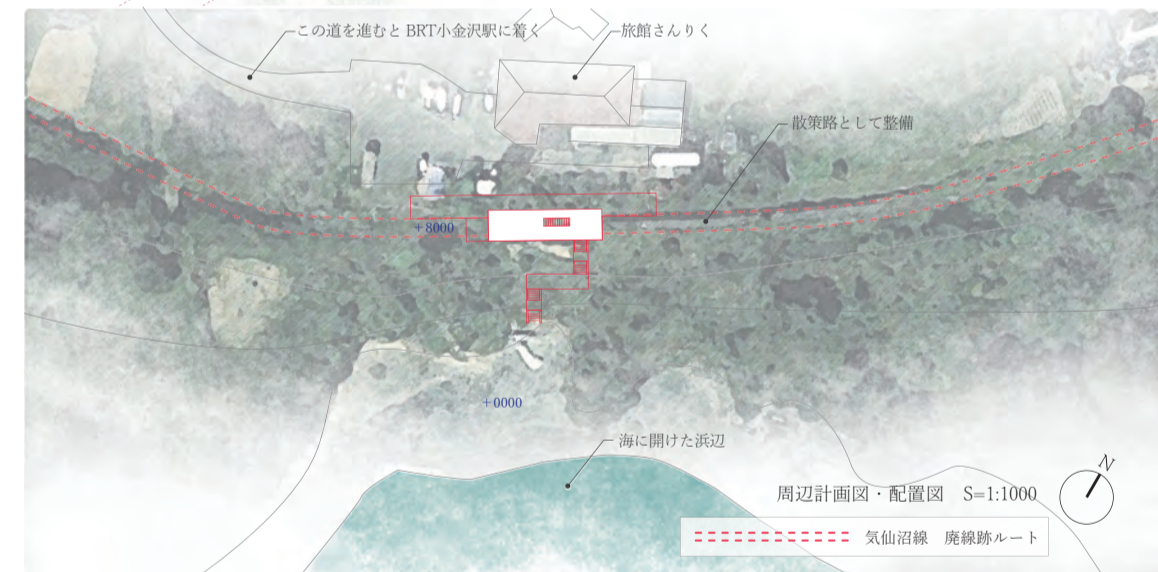 この道を進むと BRT小金沢駅に着く
旅館さんりく
散策路として整備
+8000
+0000
海に開けた浜辺
N
周辺計画図・配置図 S=1:1000
気仙沼線 廃線跡ルート